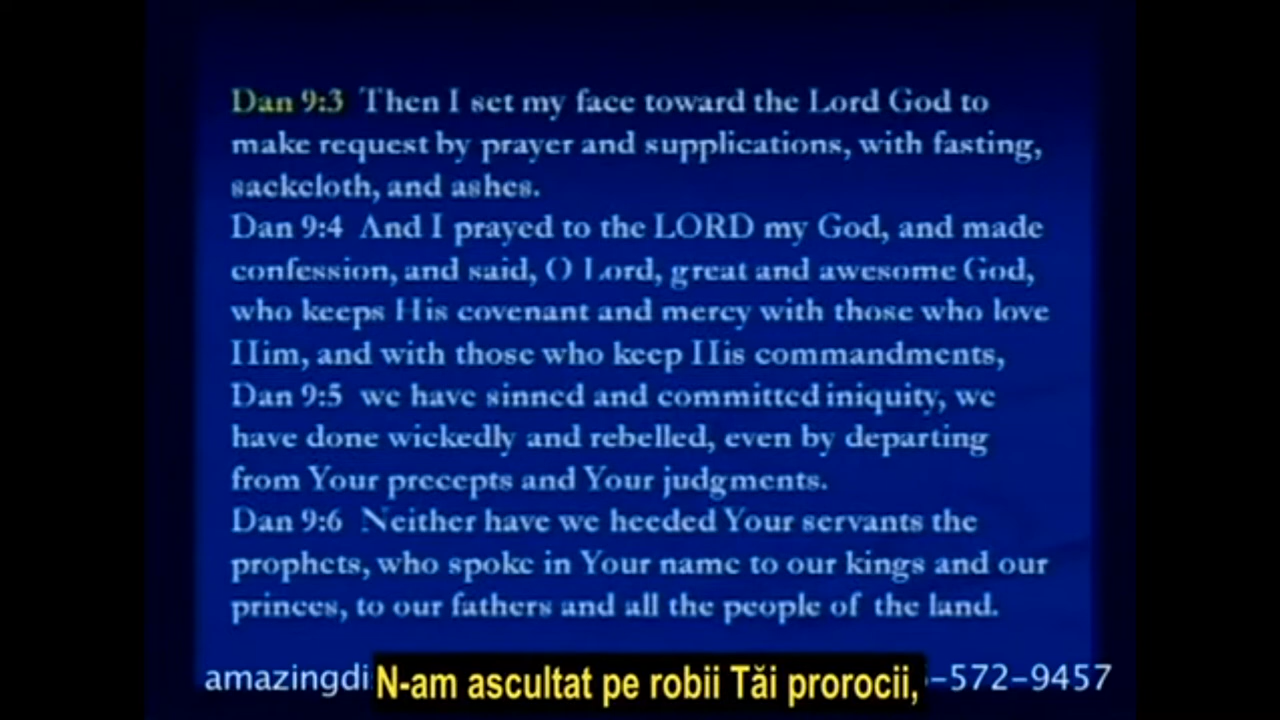 Dan 9:3 Then I set my face toward the Lord God to
make request by prayer and supplications, with fasting,
sackcloth, and ashes.
Dan 9:4 And I prayed to the LORD my God, and made
confession, and said, O Lord, great and awesome God,
who keeps His covenant and mercy with those who love
Him, and with those who keep His commandments,
Dan 9:5 we have sinned and committed iniquity, we
have done wickedly and rebelled, even by departing
from Your precepts and Your judgments.
Dan 9:6 Neither have we heeded Your servants the
prophets, who spoke in Your name to our kings and our
princes, to our fathers and all the people of the land.
amazingdi -572-9457
N-am ascultat pe robii Tăi prorocii,